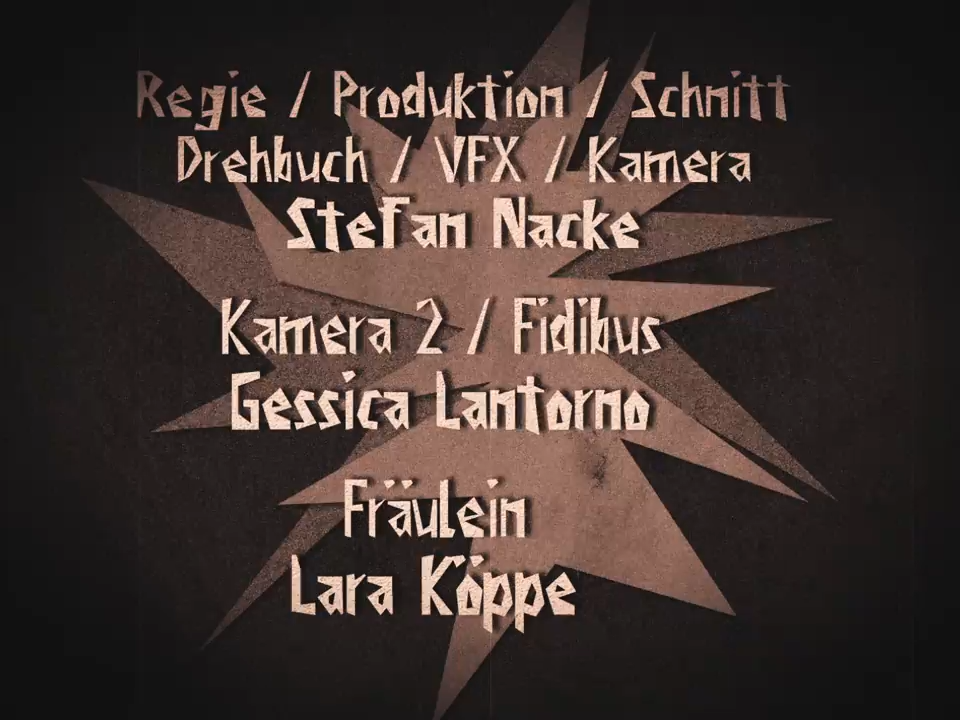 Regie / Produktion / Schnitt
Drehbuch / VFX / Kamera
Stefan Nacke
Kamera 2 / Fidibus
Gessica Lantorno
Fräulein
Lara Köppe